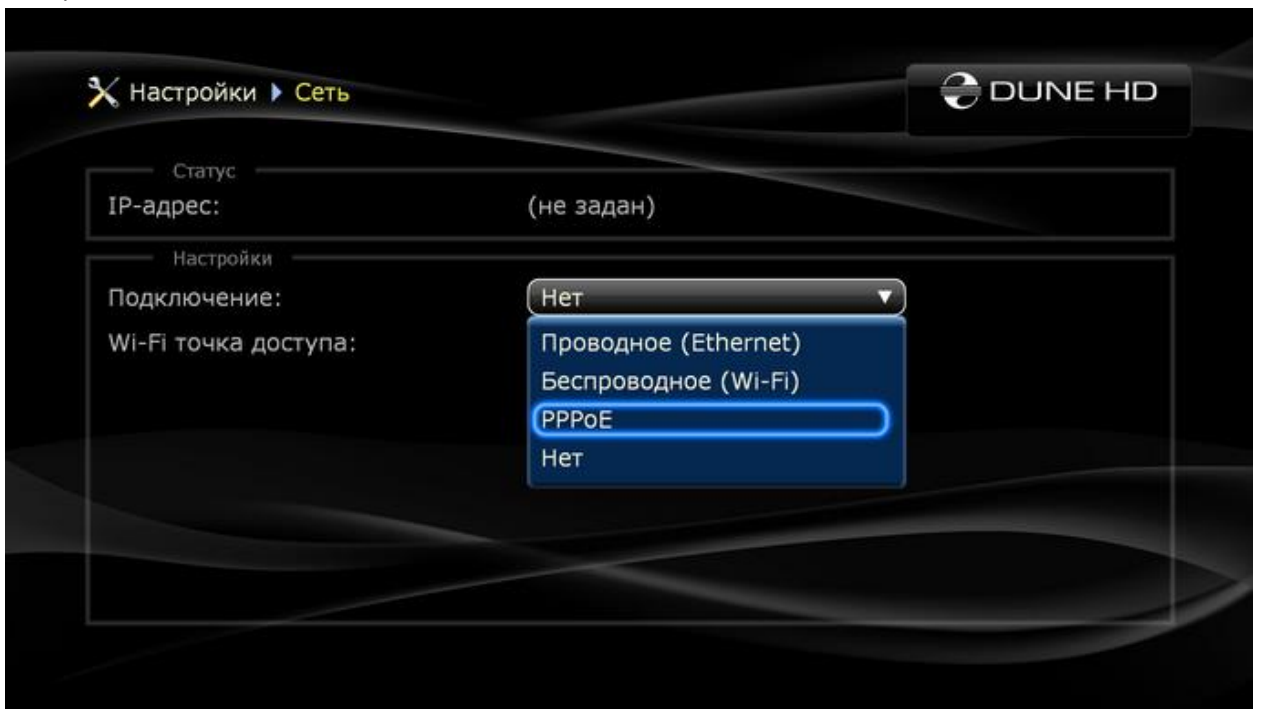 Настройки Сеть
DUNE HD
Статус
IP-адрес: (не задан)
Настройки
Подключение: Нет
Wi-Fi точка доступа:
Проводное (Ethernet)
Беспроводное (Wi-Fi)
PPPoE
Нет